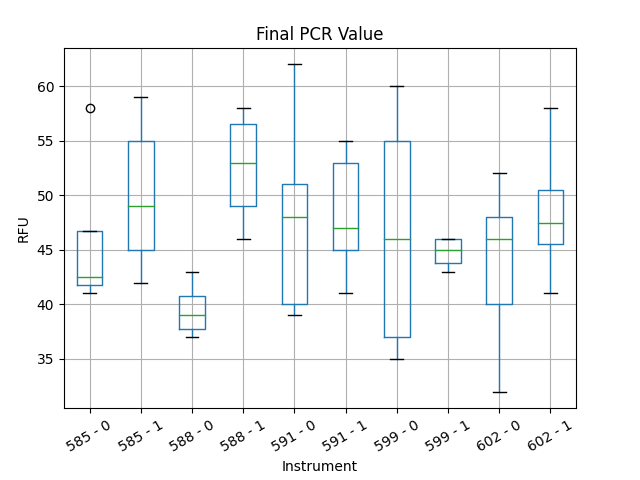 Final PCR Value
RFU
60
55
50
45
40
35
585 - 0
585 - 1
588 - 0
588 - 1
591 - 0
591 - 1
599 - 0
599 - 1
602 - 0
602 - 1
Instrument